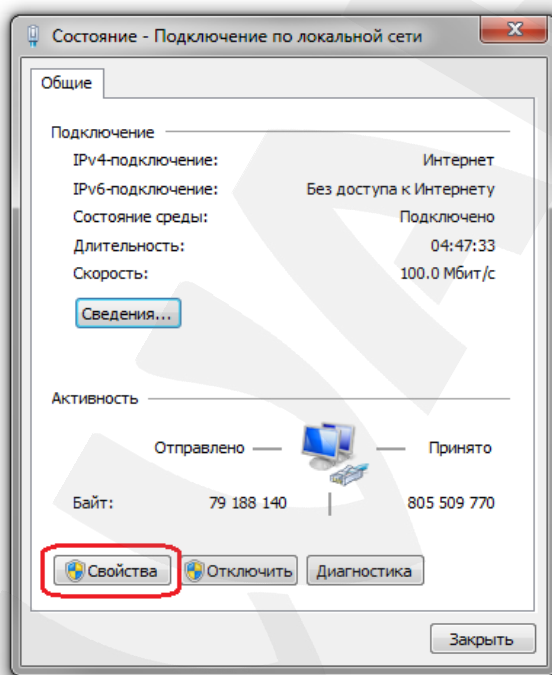 Состояние - Подключение по локальной сети
Общие
Подключение
IPv4-подключение: Интернет
IPv6-подключение: Без доступа к Интернету
Состояние среды: Подключено
Длительность: 04:47:33
Скорость: 100.0 Мбит/с
Сведения...
Активность
Отправлено — Принято
Байт: 79 188 140 805 509 770
Свойства Отключить Диагностика
Закрыть